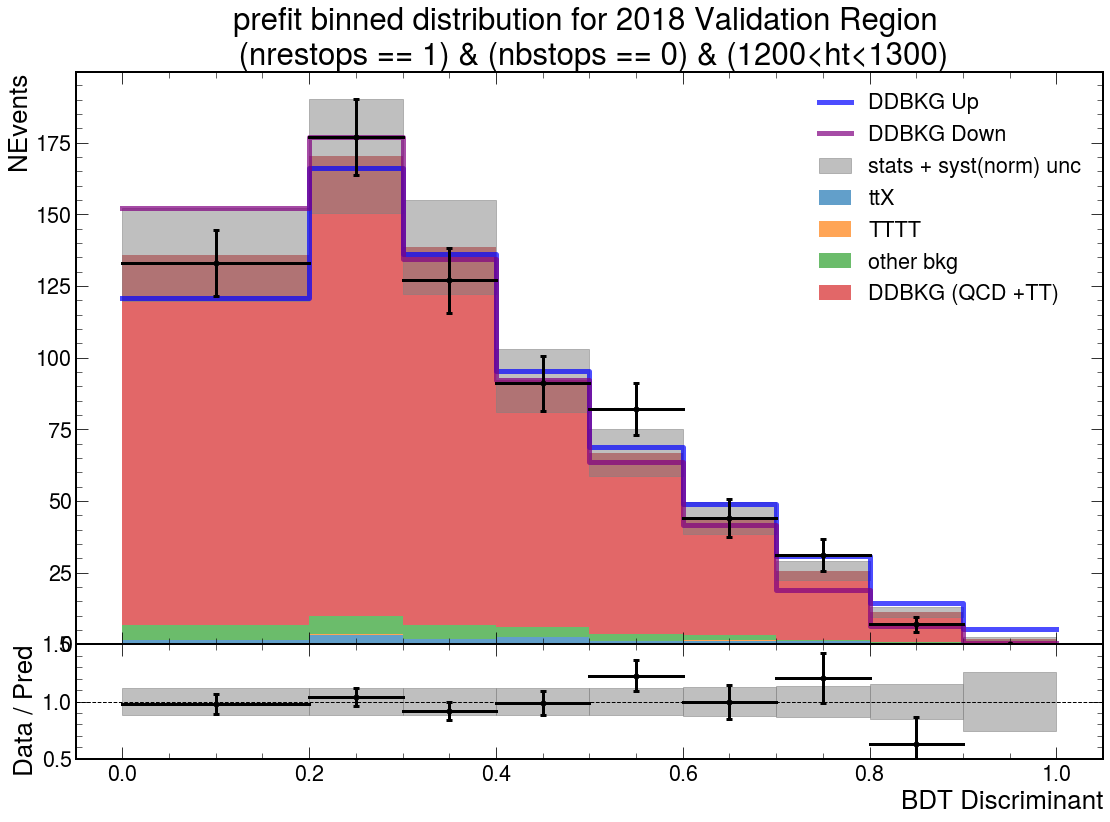 prefit binned distribution for 2018 Validation Region
(nrestops == 1) & (nbstops == 0) & (1200<ht<1300)
NEvents
175
150
125
100
75
50
25
0
DDBKG Up
DDBKG Down
stats + syst(norm) unc
ttX
TTTT
other bkg
DDBKG (QCD +TT)
Data / Pred
1.5
1.0
0.5
0.0 0.2 0.4 0.6 0.8 1.0
BDT Discriminant